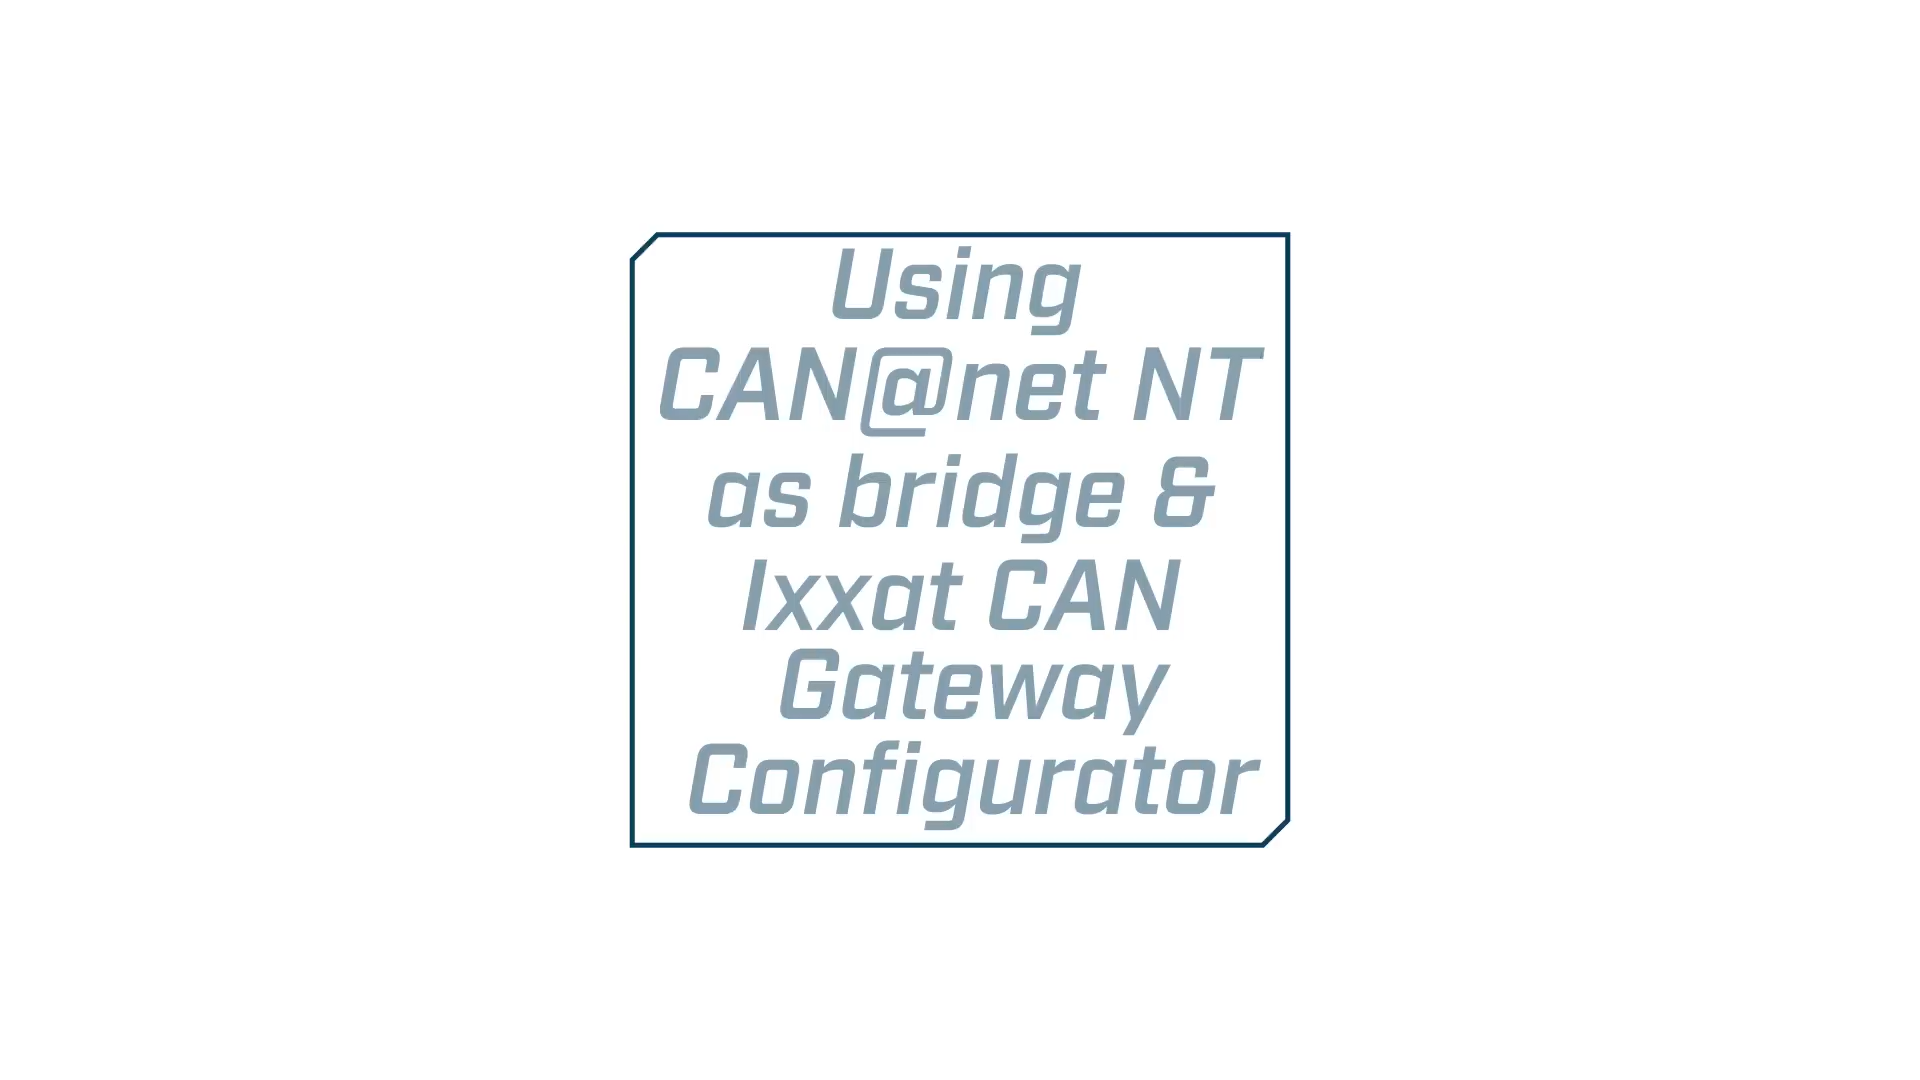 Using
CAN@net NT
as bridge &
Ixxat CAN
Gateway
Configurator